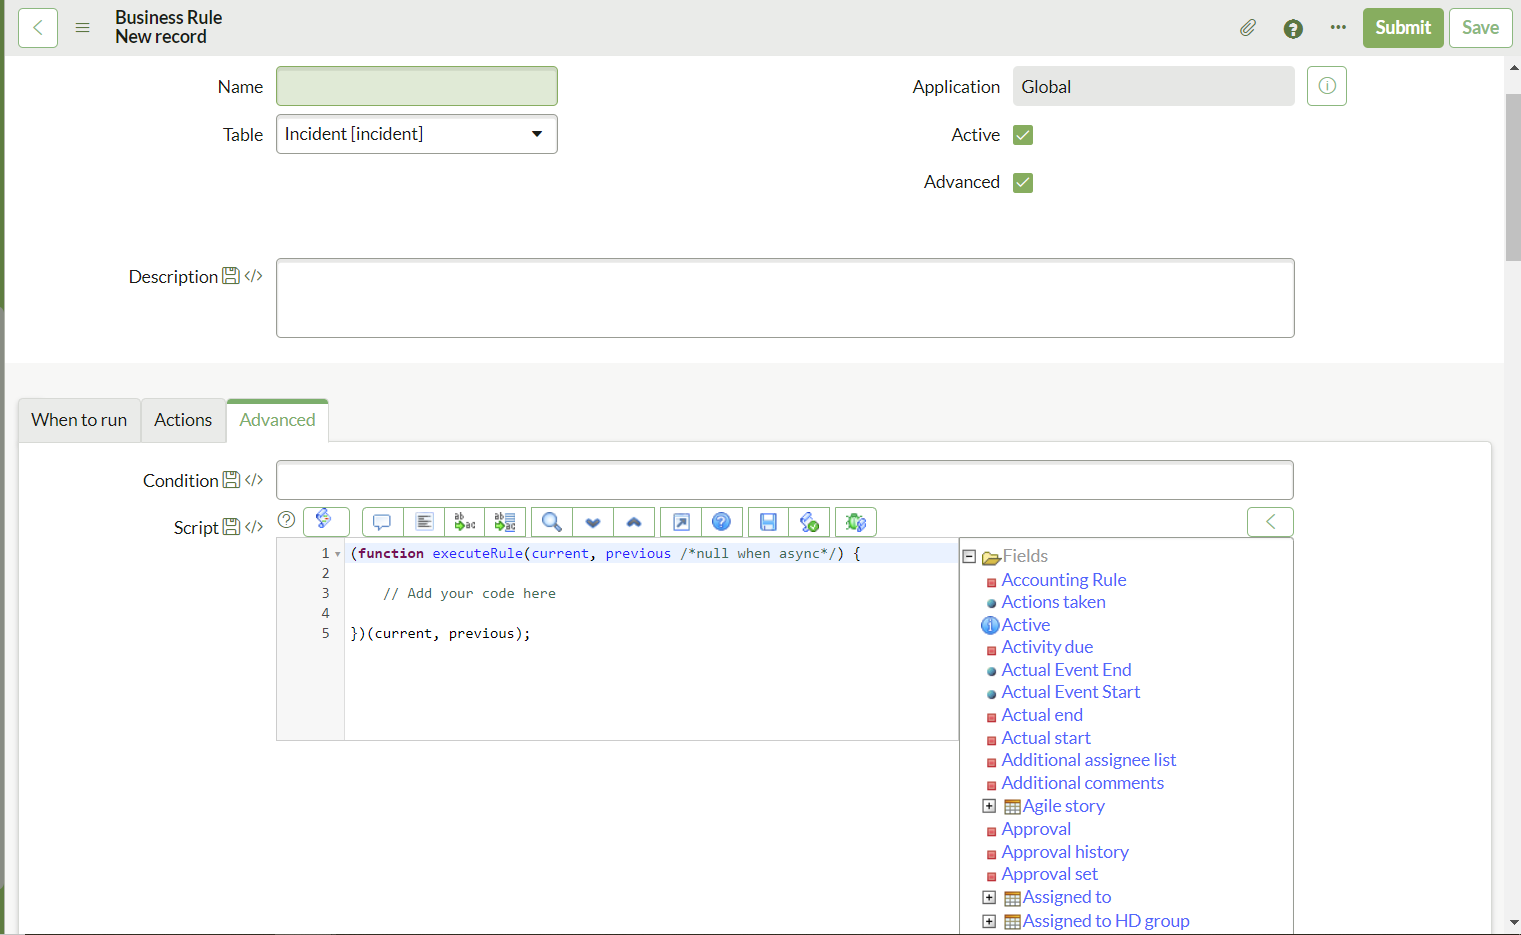 Business Rule
New record
Submit
Save
Name
Application
Global
Table
Incident [incident]
Active
Advanced
Description </>
When to run
Actions
Advanced
Condition </>
Script </>
1 (function executeRule(current, previous /*null when async*/) {
2
3 // Add your code here
4
5 })(current, previous);
Fields
Accounting Rule
Actions taken
Active
Activity due
Actual Event End
Actual Event Start
Actual end
Actual start
Additional assignee list
Additional comments
Agile story
Approval
Approval history
Approval set
Assigned to
Assigned to HD group